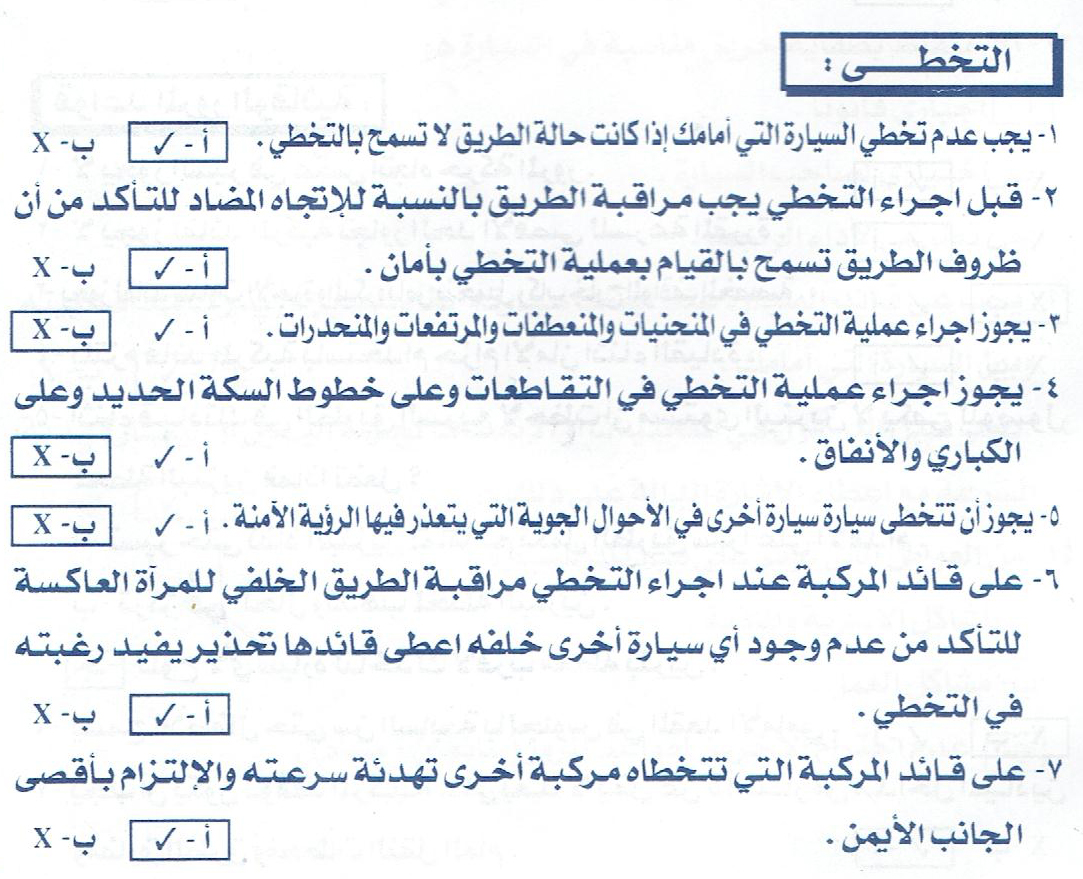 التخطـــى :
١- يجب عدم تخطي السيارة التي أمامك إذا كانت حالة الطريق لا تسمح بالتخطي . أ - ✓ ب- X
٢- قبل اجراء التخطي يجب مراقبة الطريق بالنسبة للإتجاه المضاد للتأكد من أن
ظروف الطريق تسمح بالقيام بعملية التخطي بأمان . أ - ✓ ب- X
٣- يجوز اجراء عملية التخطي في المنحنيات والمنعطفات والمرتفعات والمنحدرات . أ - ✓ ب- X
٤- يجوز اجراء عملية التخطي في التقاطعات وعلى خطوط السكة الحديد وعلى
الكباري والأنفاق . أ - ✓ ب- X
٥- يجوز أن تتخطى سيارة سيارة أخرى في الأحوال الجوية التي يتعذر فيها الرؤية الآمنة . أ - ✓ ب- X
٦- على قائد المركبة عند اجراء التخطي مراقبة الطريق الخلفي للمرآة العاكسة
للتأكد من عدم وجود أي سيارة أخرى خلفه اعطى قائدها تحذير يفيد رغبته
في التخطي . أ - ✓ ب- X
٧- على قائد المركبة التي تتخطاه مركبة أخرى تهدئة سرعته والإلتزام بأقصى
الجانب الأيمن . أ - ✓ ب- X